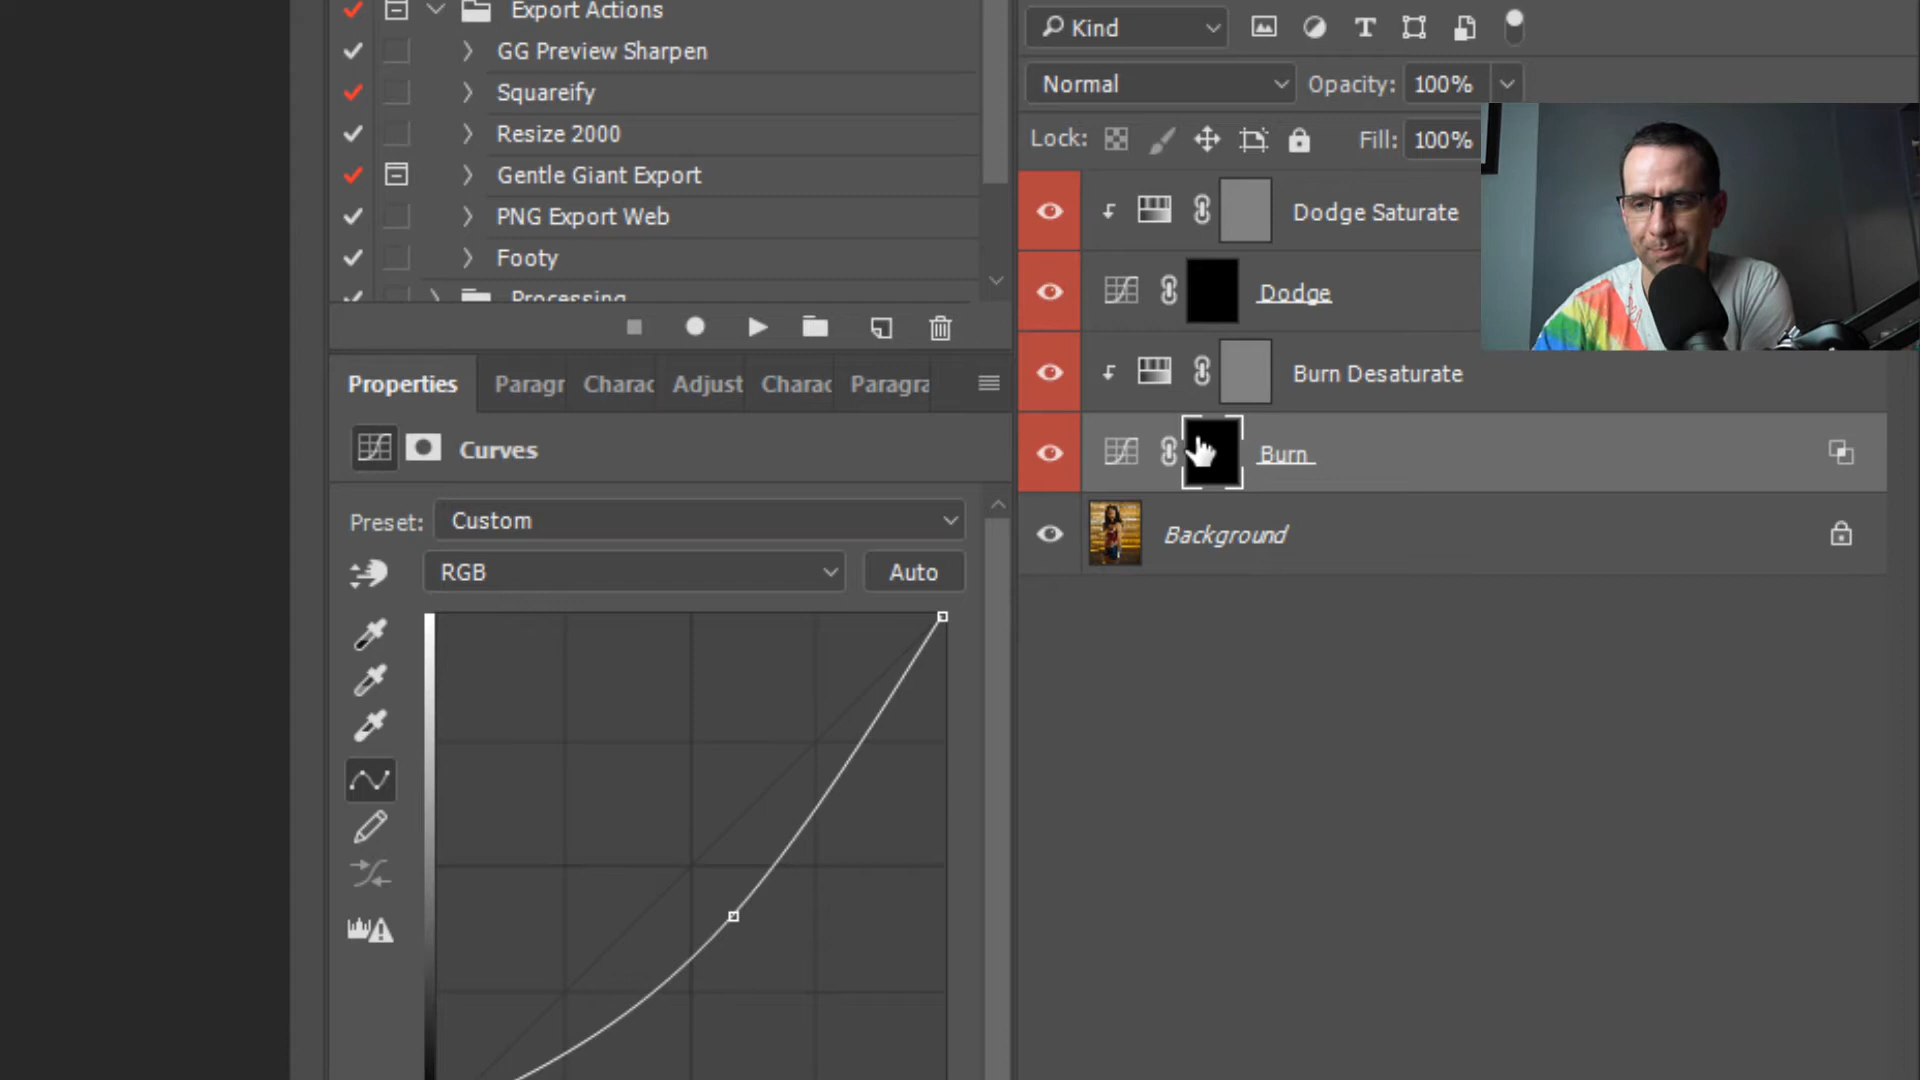 Export Actions
GG Preview Sharpen
Squareify
Resize 2000
Gentle Giant Export
PNG Export Web
Footy
Processing
Properties
Paragr
Charac
Adjust
Charac
Paragra
Curves
Preset: Custom
RGB
Auto
Kind
Normal
Opacity: 100%
Lock:
Fill: 100%
Dodge Saturate
Dodge
Burn Desaturate
Burn
Background